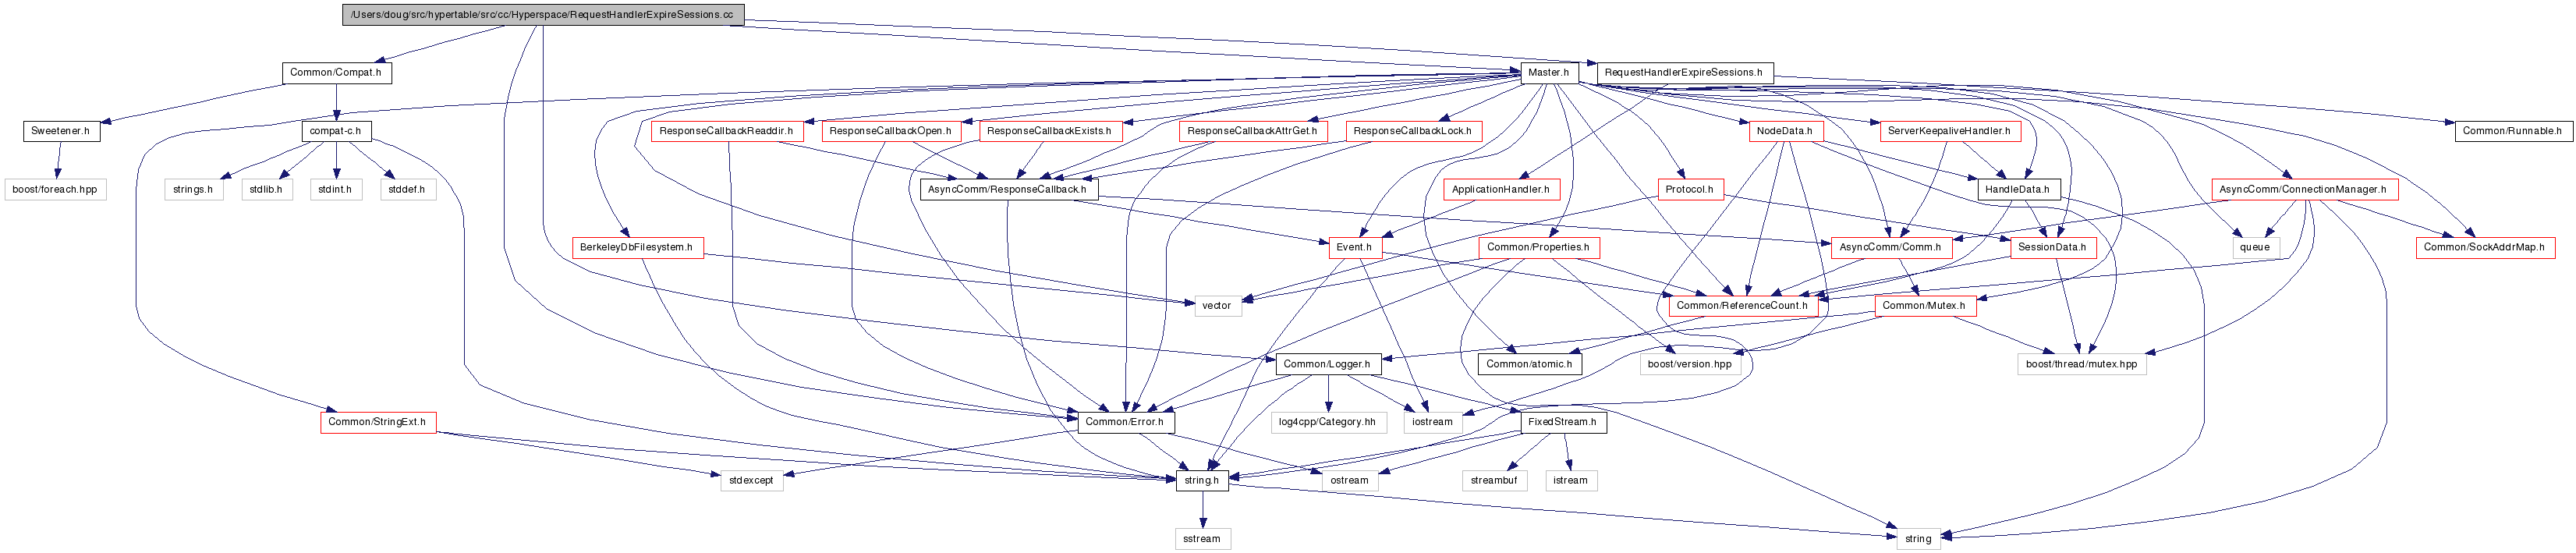 /Users/doug/src/hypertable/src/cc/Hyperspace/RequestHandlerExpireSessions.cc
Common/Compat.h
Master.h
RequestHandlerExpireSessions.h
Sweetener.h
compat-c.h
ResponseCallbackReaddir.h
ResponseCallbackOpen.h
ResponseCallbackExists.h
ResponseCallbackAttrGet.h
ResponseCallbackLock.h
NodeData.h
ServerKeepaliveHandler.h
Common/Runnable.h
boost/foreach.hpp
strings.h
stdlib.h
stdint.h
stddef.h
AsyncComm/ResponseCallback.h
ApplicationHandler.h
Protocol.h
HandleData.h
AsyncComm/ConnectionManager.h
BerkeleyDbFilesystem.h
Event.h
Common/Properties.h
AsyncComm/Comm.h
SessionData.h
queue
Common/SockAddrMap.h
vector
Common/ReferenceCount.h
Common/Mutex.h
Common/Logger.h
Common/atomic.h
boost/version.hpp
boost/thread/mutex.hpp
Common/StringExt.h
Common/Error.h
log4cpp/Category.hh
iostream
FixedStream.h
stdexcept
string.h
ostream
streambuf
istream
sstream
string